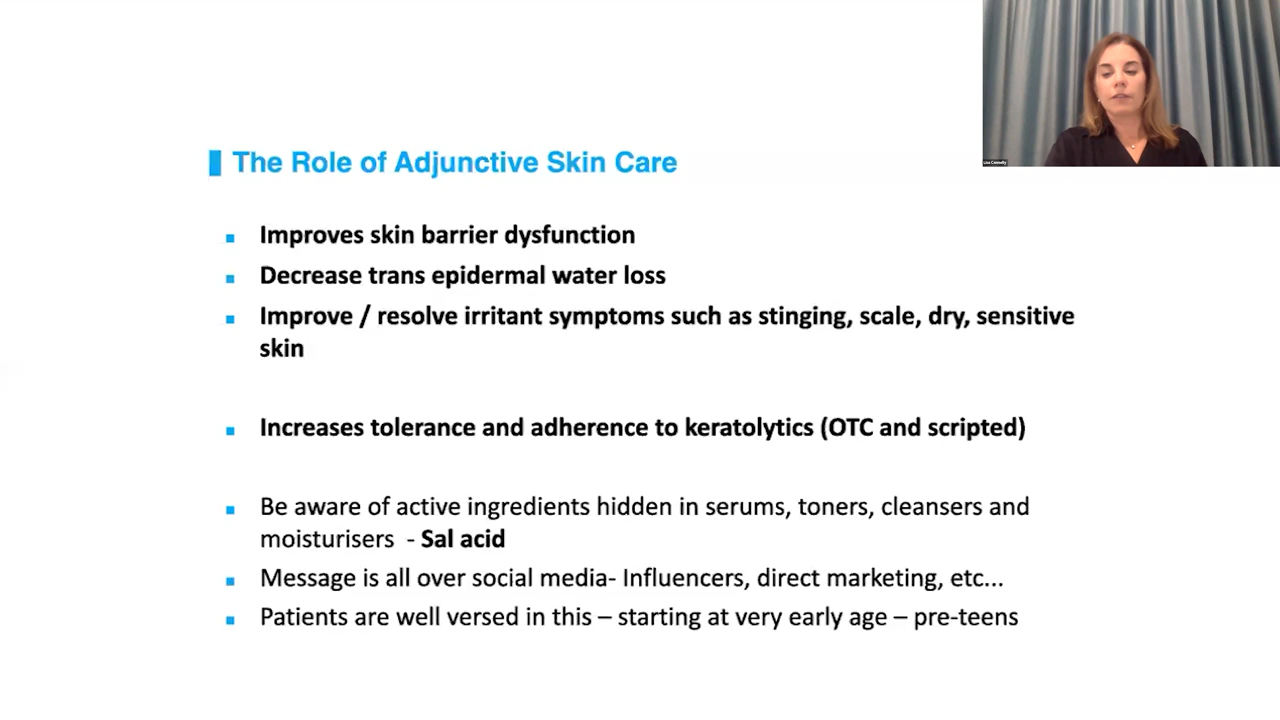 Lisa Connelly
The Role of Adjunctive Skin Care
Improves skin barrier dysfunction
Decrease trans epidermal water loss
Improve / resolve irritant symptoms such as stinging, scale, dry, sensitive
skin
Increases tolerance and adherence to keratolytics (OTC and scripted)
Be aware of active ingredients hidden in serums, toners, cleansers and
moisturisers - Sal acid
Message is all over social media- Influencers, direct marketing, etc...
Patients are well versed in this – starting at very early age – pre-teens